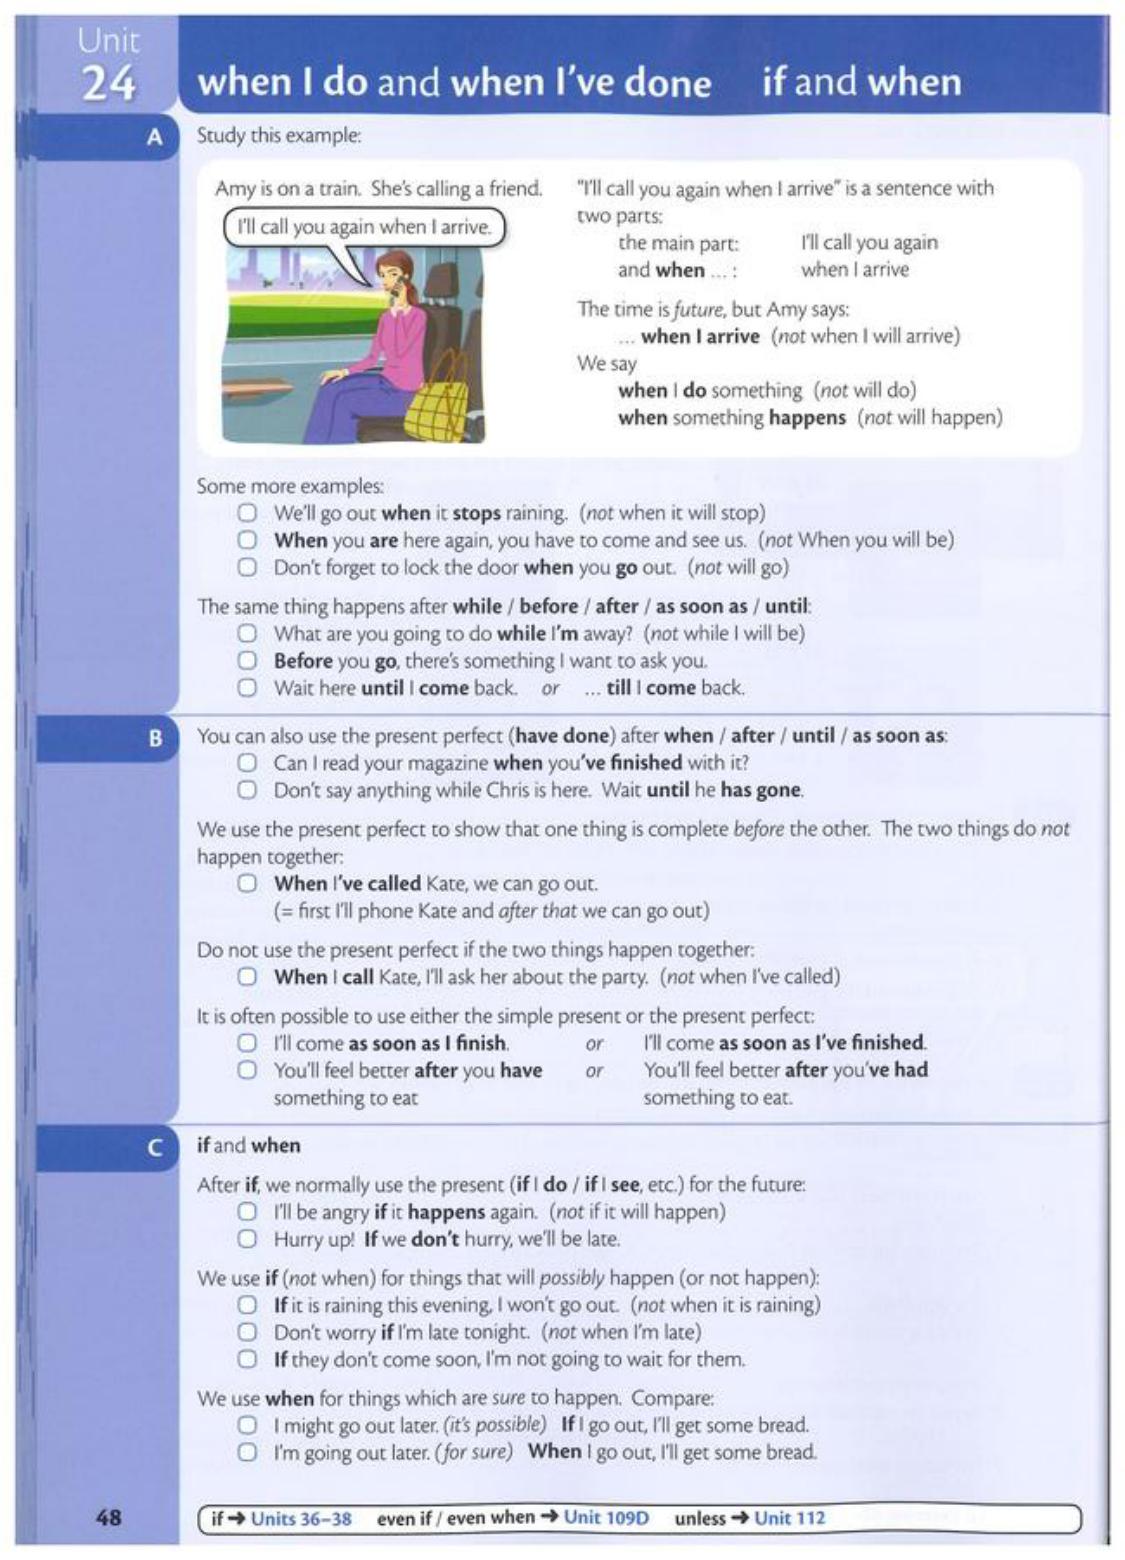 Unit
24
when I do and when I've done if and when
A
Study this example:
Amy is on a train. She's calling a friend.
I'll call you again when I arrive.
"I'll call you again when I arrive" is a sentence with
two parts:
the main part: I'll call you again
and when ... : when I arrive
The time is future, but Amy says:
... when I arrive (not when I will arrive)
We say
when I do something (not will do)
when something happens (not will happen)
Some more examples:
We'll go out when it stops raining. (not when it will stop)
When you are here again, you have to come and see us. (not When you will be)
Don't forget to lock the door when you go out. (not will go)
The same thing happens after while / before / after / as soon as / until:
What are you going to do while I'm away? (not while I will be)
Before you go, there's something I want to ask you.
Wait here until I come back. or ... till I come back.
B
You can also use the present perfect (have done) after when / after / until / as soon as:
Can I read your magazine when you've finished with it?
Don't say anything while Chris is here. Wait until he has gone.
We use the present perfect to show that one thing is complete before the other. The two things do not
happen together:
When I've called Kate, we can go out.
(= first I'll phone Kate and after that we can go out)
Do not use the present perfect if the two things happen together:
When I call Kate, I'll ask her about the party. (not when I've called)
It is often possible to use either the simple present or the present perfect:
I'll come as soon as I finish. or I'll come as soon as I've finished.
You'll feel better after you have or You'll feel better after you've had
something to eat something to eat.
C
if and when
After if, we normally use the present (if I do / if I see, etc.) for the future:
I'll be angry if it happens again. (not if it will happen)
Hurry up! If we don't hurry, we'll be late.
We use if (not when) for things that will possibly happen (or not happen):
If it is raining this evening, I won't go out. (not when it is raining)
Don't worry if I'm late tonight. (not when I'm late)
If they don't come soon, I'm not going to wait for them.
We use when for things which are sure to happen. Compare:
I might go out later. (it's possible) If I go out, I'll get some bread.
I'm going out later. (for sure) When I go out, I'll get some bread.
48
if → Units 36–38 even if / even when → Unit 109D unless → Unit 112